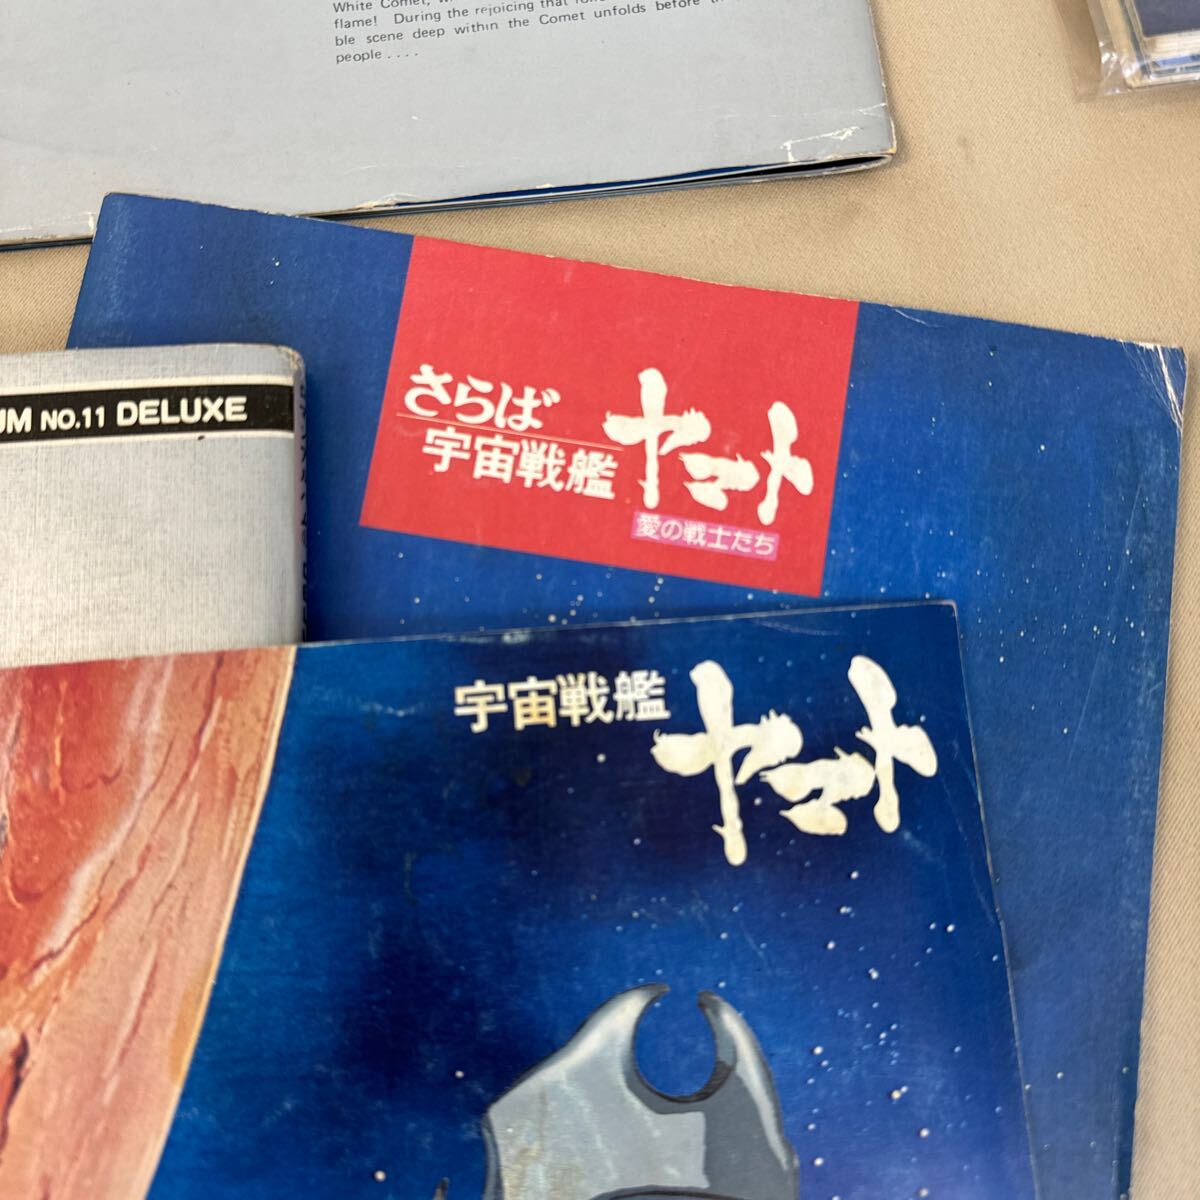 White Comet,
flame! During the rejoicing that
ble scene deep within the Comet unfolds before
people . . . .
さらば
宇宙戦艦
ヤマト
愛の戦士たち
NO.11 DELUXE
宇宙戦艦
ヤマト